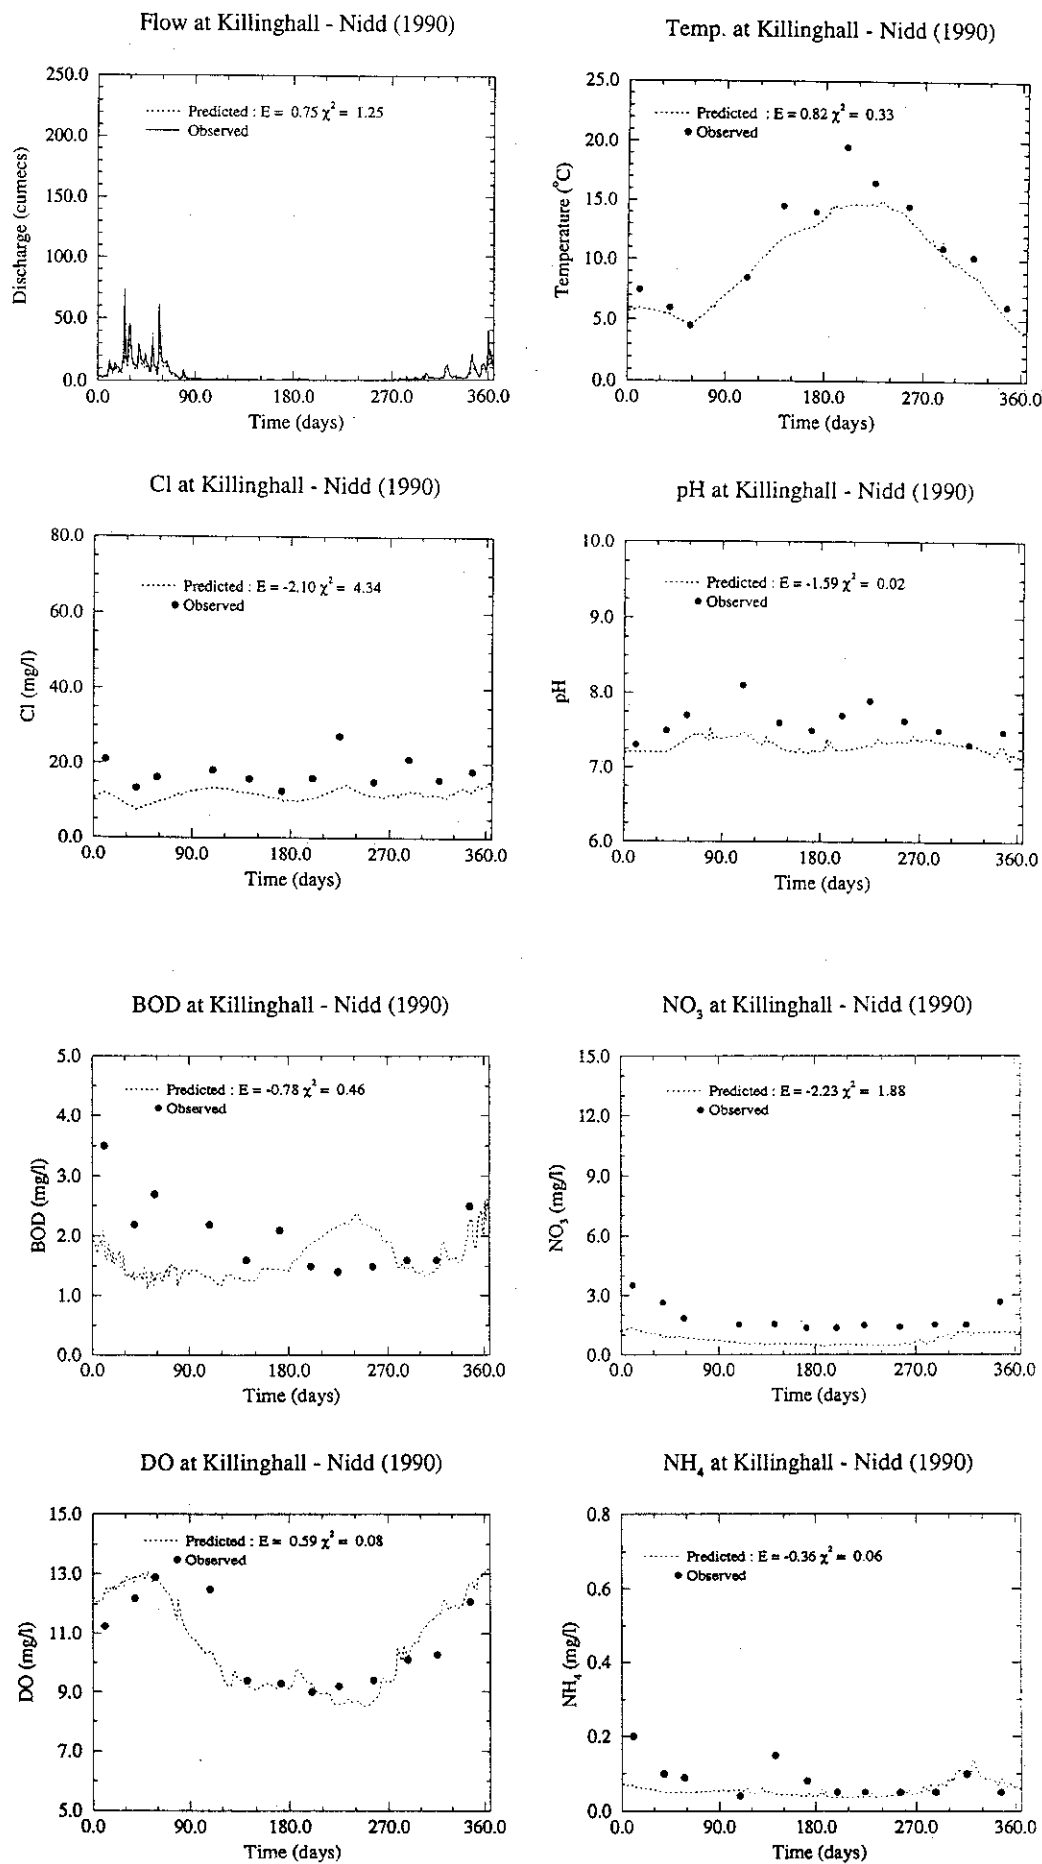 Flow at Killinghall - Nidd (1990)
250.0
200.0
150.0
100.0
50.0
0.0
Discharge (cumecs)
Predicted : E = 0.75 χ² = 1.25
Observed
0.0 90.0 180.0 270.0 360.0
Time (days)
Temp. at Killinghall - Nidd (1990)
25.0
20.0
15.0
10.0
5.0
0.0
Temperature (°C)
Predicted : E = 0.82 χ² = 0.33
Observed
0.0 90.0 180.0 270.0 360.0
Time (days)
Cl at Killinghall - Nidd (1990)
80.0
60.0
40.0
20.0
0.0
Cl (mg/l)
Predicted : E = -2.10 χ² = 4.34
Observed
0.0 90.0 180.0 270.0 360.0
Time (days)
pH at Killinghall - Nidd (1990)
10.0
9.0
8.0
7.0
6.0
pH
Predicted : E = -1.59 χ² = 0.02
Observed
0.0 90.0 180.0 270.0 360.0
Time (days)
BOD at Killinghall - Nidd (1990)
5.0
4.0
3.0
2.0
1.0
0.0
BOD (mg/l)
Predicted : E = -0.78 χ² = 0.46
Observed
0.0 90.0 180.0 270.0 360.0
Time (days)
NO₃ at Killinghall - Nidd (1990)
15.0
12.0
9.0
6.0
3.0
0.0
NO₃ (mg/l)
Predicted : E = -2.23 χ² = 1.88
Observed
0.0 90.0 180.0 270.0 360.0
Time (days)
DO at Killinghall - Nidd (1990)
15.0
13.0
11.0
9.0
7.0
5.0
DO (mg/l)
Predicted : E = 0.59 χ² = 0.08
Observed
0.0 90.0 180.0 270.0 360.0
Time (days)
NH₄ at Killinghall - Nidd (1990)
0.8
0.6
0.4
0.2
0.0
NH₄ (mg/l)
Predicted : E = -0.36 χ² = 0.06
Observed
0.0 90.0 180.0 270.0 360.0
Time (days)